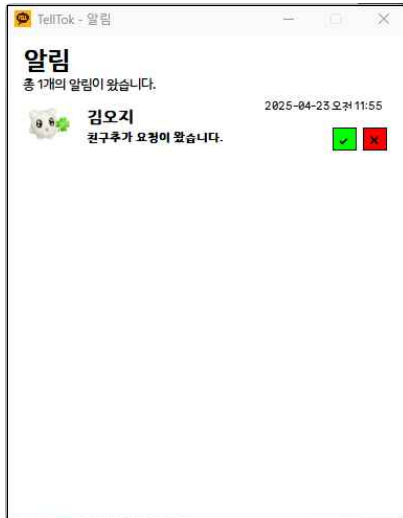 TellTok - 알림
알림
총 1개의 알림이 왔습니다.
2025-04-23 오전 11:55
김오지
친구추가 요청이 왔습니다.